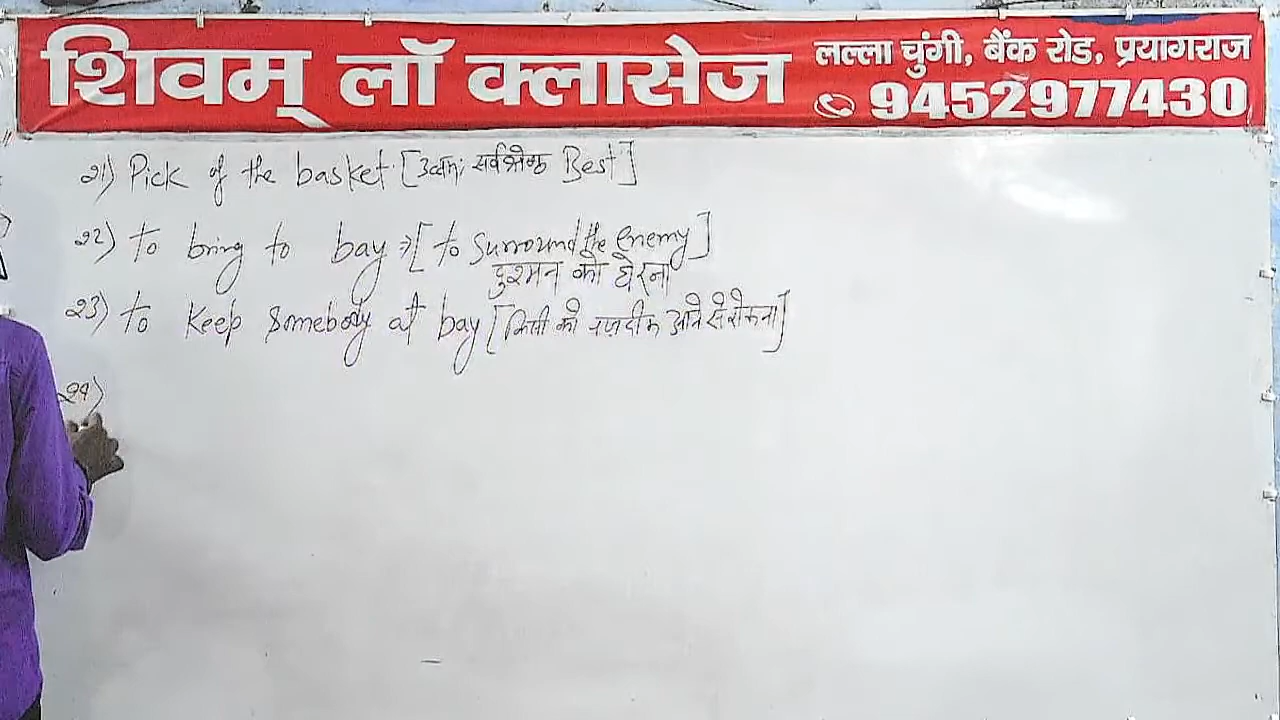 शिवम् लॉ क्लासेज
लल्ला चुंगी, बैंक रोड, प्रयागराज
9452977430
21) Pick of the basket [उत्तम; सर्वश्रेष्ठ Best]
22) to bring to bay ⇒ [to Surround the enemy]
दुश्मन को घेरना
23) to Keep Somebody at bay [किसी को नज़दीक आने से रोकना]
24)